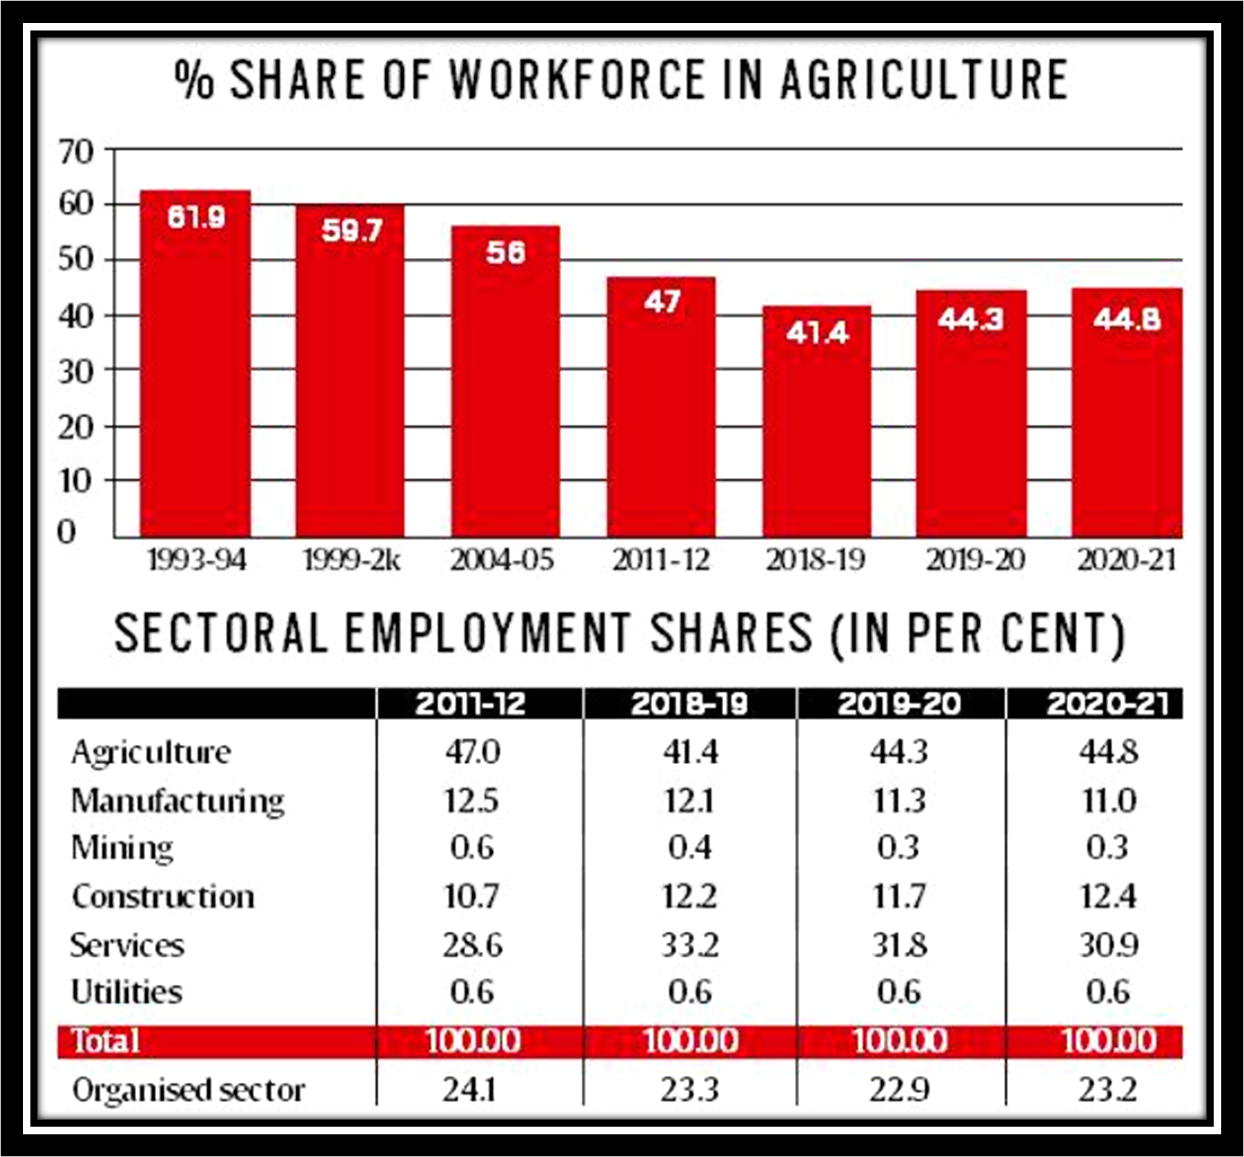 % SHARE OF WORKFORCE IN AGRICULTURE
70
60
50
40
30
20
10
0
61.9 59.7 56 47 41.4 44.3 44.8
1993-94 1999-2k 2004-05 2011-12 2018-19 2019-20 2020-21
SECTORAL EMPLOYMENT SHARES (IN PER CENT)
2011-12 2018-19 2019-20 2020-21
Agriculture 47.0 41.4 44.3 44.8
Manufacturing 12.5 12.1 11.3 11.0
Mining 0.6 0.4 0.3 0.3
Construction 10.7 12.2 11.7 12.4
Services 28.6 33.2 31.8 30.9
Utilities 0.6 0.6 0.6 0.6
Total 100.00 100.00 100.00 100.00
Organised sector 24.1 23.3 22.9 23.2